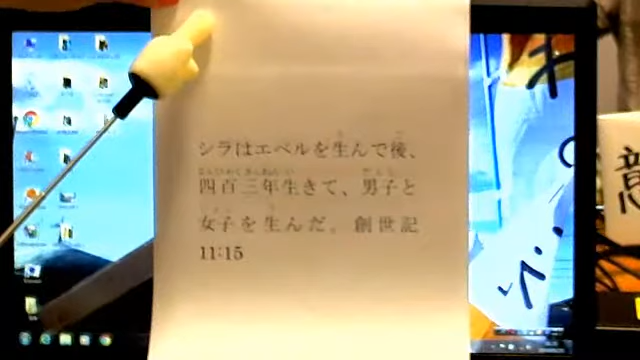 シラはエベルを生んで後、
四百三年生きて、男子と
女子を生んだ。創世記
11:15
意